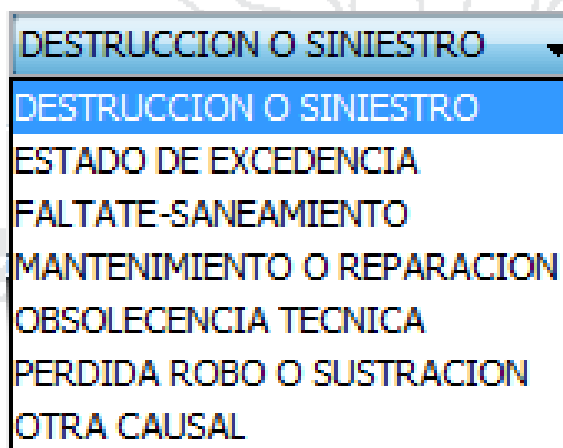 DESTRUCCION O SINIESTRO
DESTRUCCION O SINIESTRO
ESTADO DE EXCEDENCIA
FALTATE-SANEAMIENTO
MANTENIMIENTO O REPARACION
OBSOLECENCIA TECNICA
PERDIDA ROBO O SUSTRACION
OTRA CAUSAL